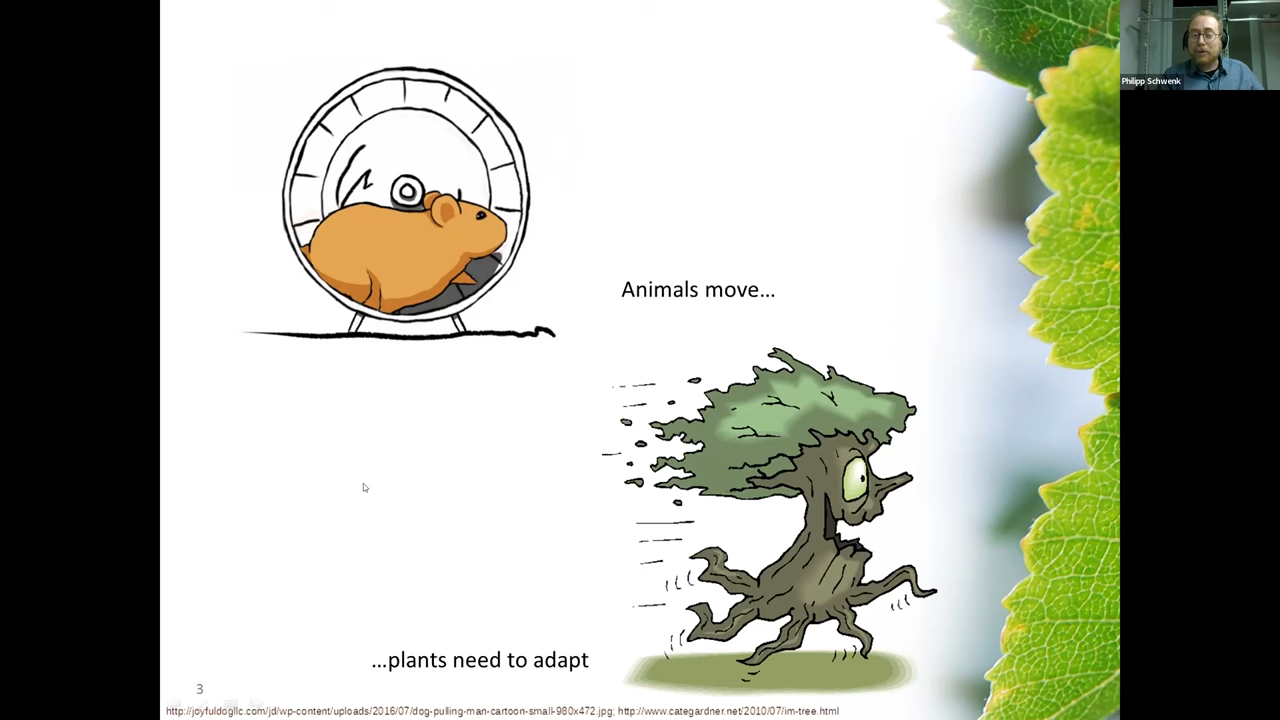 Philipp Schwenk
Animals move...
...plants need to adapt
3
http://joyfuldogllc.com/jd/wp-content/uploads/2016/07/dog-pulling-man-cartoon-small-980x472.jpg; http://www.categardner.net/2010/07/im-tree.html